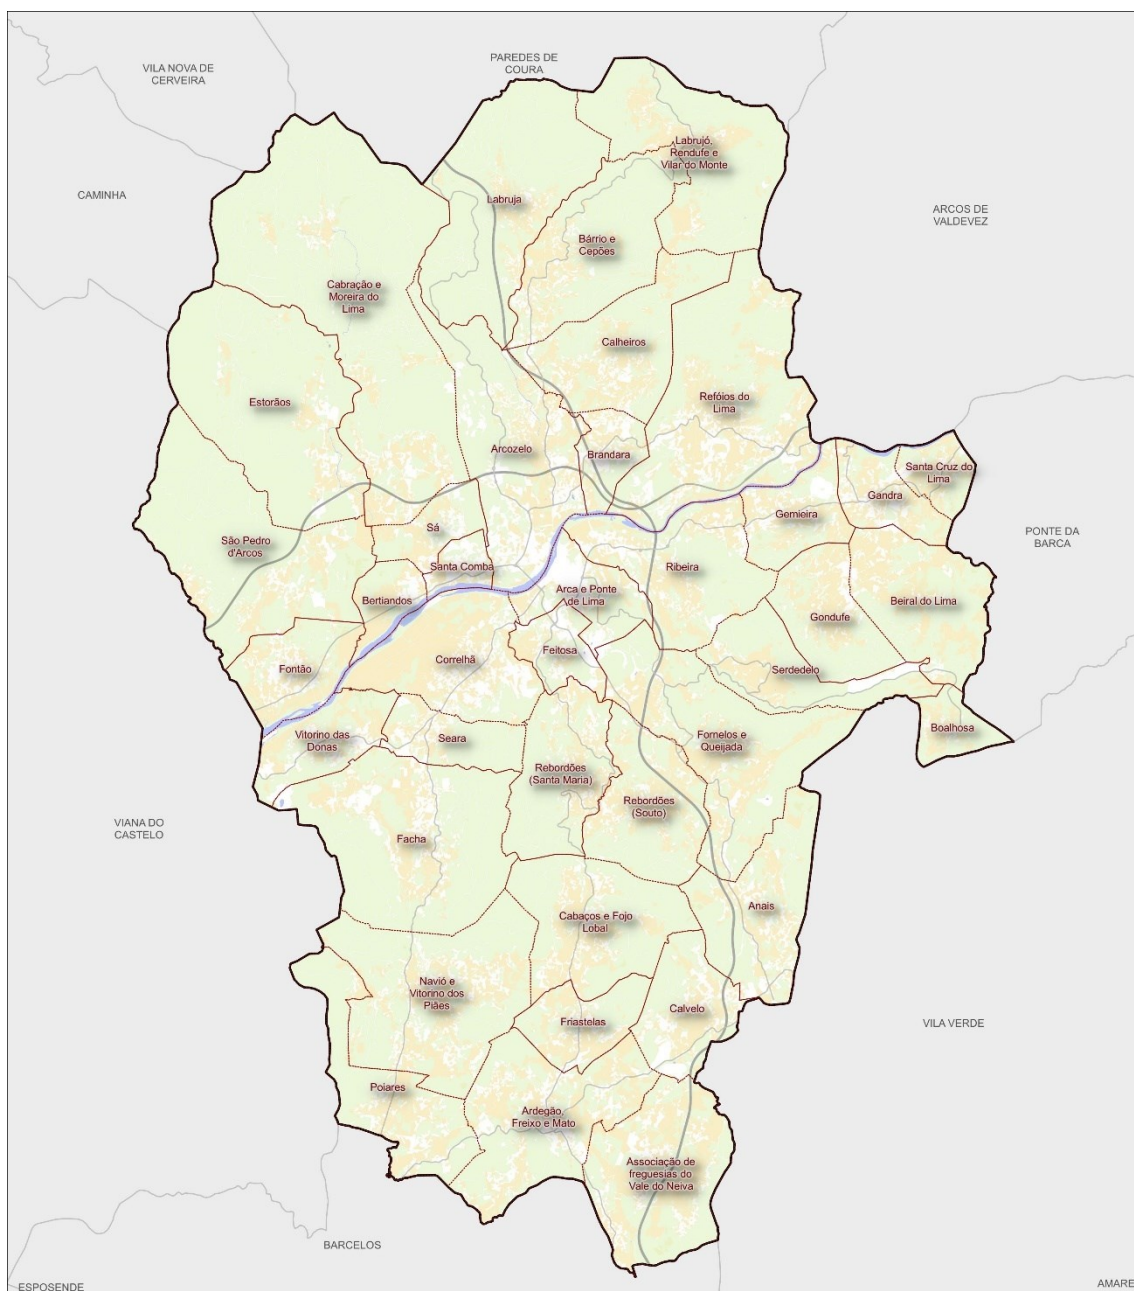 PAREDES DE
COURA
VILA NOVA DE
CERVEIRA
Labrujó,
Rendufe e
Vilar do Monte
CAMINHA
Labruja
ARCOS DE
VALDEVEZ
Bárrio e
Cepões
Cabração e
Moreira do
Lima
Calheiros
Estorãos
Refóios do
Lima
Arcozelo
Brandara
Santa Cruz do
Lima
Gandra
Gemieira
Sá
São Pedro
d'Arcos
PONTE DA
BARCA
Santa Comba
Ribeira
Arca e Ponte
de Lima
Bertiandos
Beiral do Lima
Gondufe
Feitosa
Correlhã
Fontão
Serdedelo
Boalhosa
Vitorino das
Donas
Seara
Fornelos e
Queijada
Rebordões
(Santa Maria)
Rebordões
(Souto)
VIANA DO
CASTELO
Facha
Anais
Cabaços e Fojo
Lobal
Navió e
Vitorino dos
Piães
Calvelo
Friastelas
VILA VERDE
Poiares
Ardegão,
Freixo e Mato
Associação de
freguesias do
Vale do Neiva
BARCELOS
ESPOSENDE
AMARE